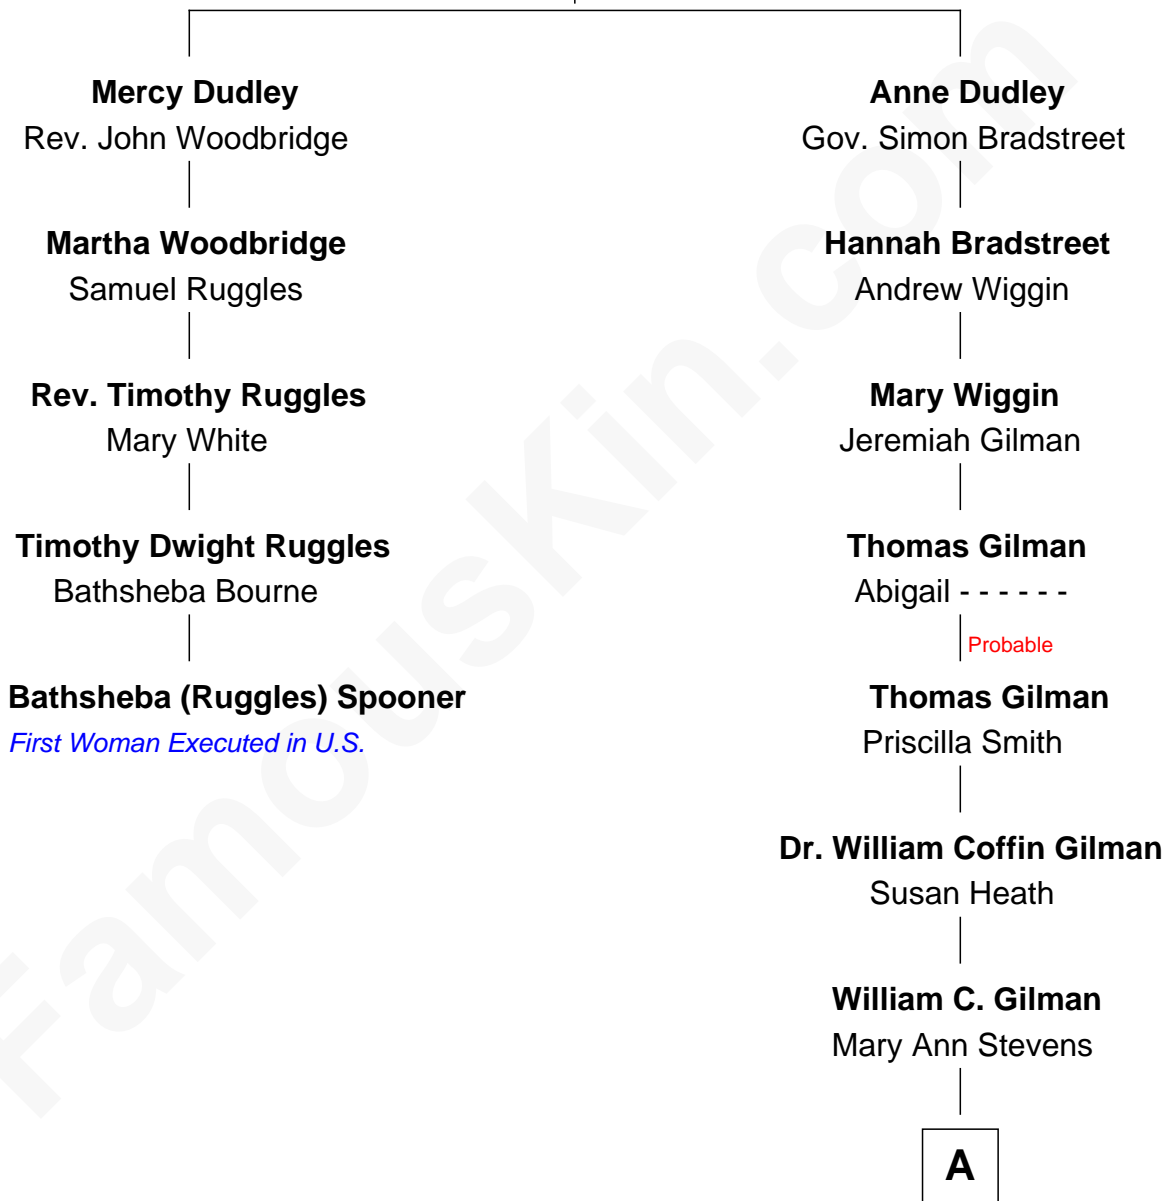 Mercy Dudley
Rev. John Woodbridge
Martha Woodbridge
Samuel Ruggles
Rev. Timothy Ruggles
Mary White
Timothy Dwight Ruggles
Bathsheba Bourne
Bathsheba (Ruggles) Spooner
First Woman Executed in U.S.
Anne Dudley
Gov. Simon Bradstreet
Hannah Bradstreet
Andrew Wiggin
Mary Wiggin
Jeremiah Gilman
Thomas Gilman
Abigail - - - - - -
Probable
Thomas Gilman
Priscilla Smith
Dr. William Coffin Gilman
Susan Heath
William C. Gilman
Mary Ann Stevens
A
FamousKin.com